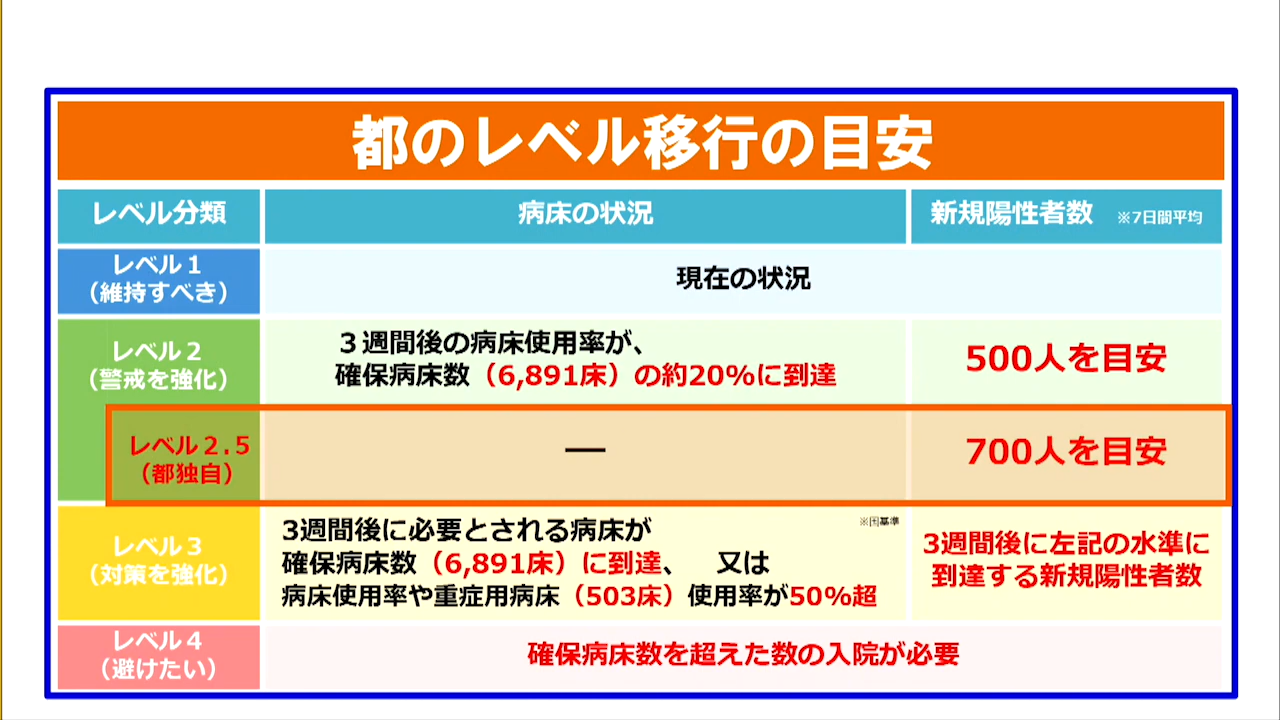 都のレベル移行の目安
レベル分類 病床の状況 新規陽性者数 ※7日間平均
レベル1
(維持すべき)
現在の状況
レベル2
(警戒を強化)
3週間後の病床使用率が、
確保病床数(6,891床)の約20%に到達
500人を目安
レベル2.5
(都独自)
—
700人を目安
レベル3
(対策を強化)
3週間後に必要とされる病床が
※国基準
確保病床数(6,891床)に到達、 又は
病床使用率や重症用病床(503床)使用率が50%超
3週間後に左記の水準に
到達する新規陽性者数
レベル4
(避けたい)
確保病床数を超えた数の入院が必要